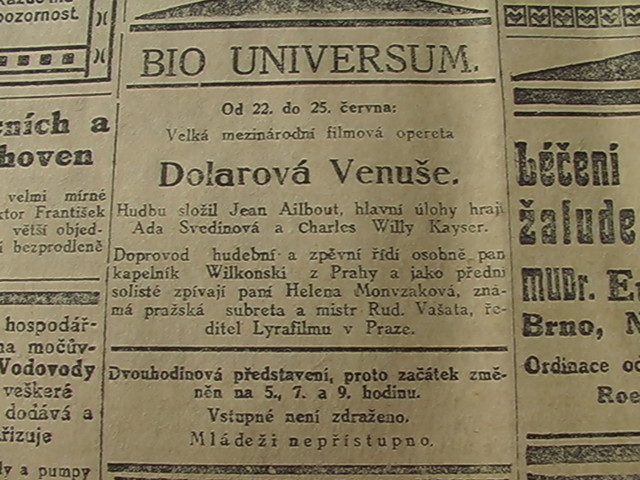 BIO UNIVERSUM.
Od 22. do 25. června:
Velká mezinárodní filmová opereta
Dolarová Venuše.
Hudbu složil Jean Ailbout, hlavní úlohy hrají
Ada Svedinová a Charles Willy Kayser.
Doprovod hudební a zpěvní řídí osobně pan
kapelník Wilkonski z Prahy a jako přední
solisté zpívají paní Helena Monvzaková, zná-
má pražská subreta a mistr Rud. Vašata, ře-
ditel Lyrafilmu v Praze.
Dvouhodinová představení, proto začátek změ-
něn na 5., 7. a 9. hodinu.
Vstupné není zdraženo.
Mládeži nepřístupno.
pozornost.
ních a
hoven
velmi mírné
ktor František
větší objed-
í bezprodleně
hospodář-
na močův-
Vodovody
veškeré
dodává a
řizuje
y a pumpy
Léčení
žalude
MUDr.
Brno,
Ordinace